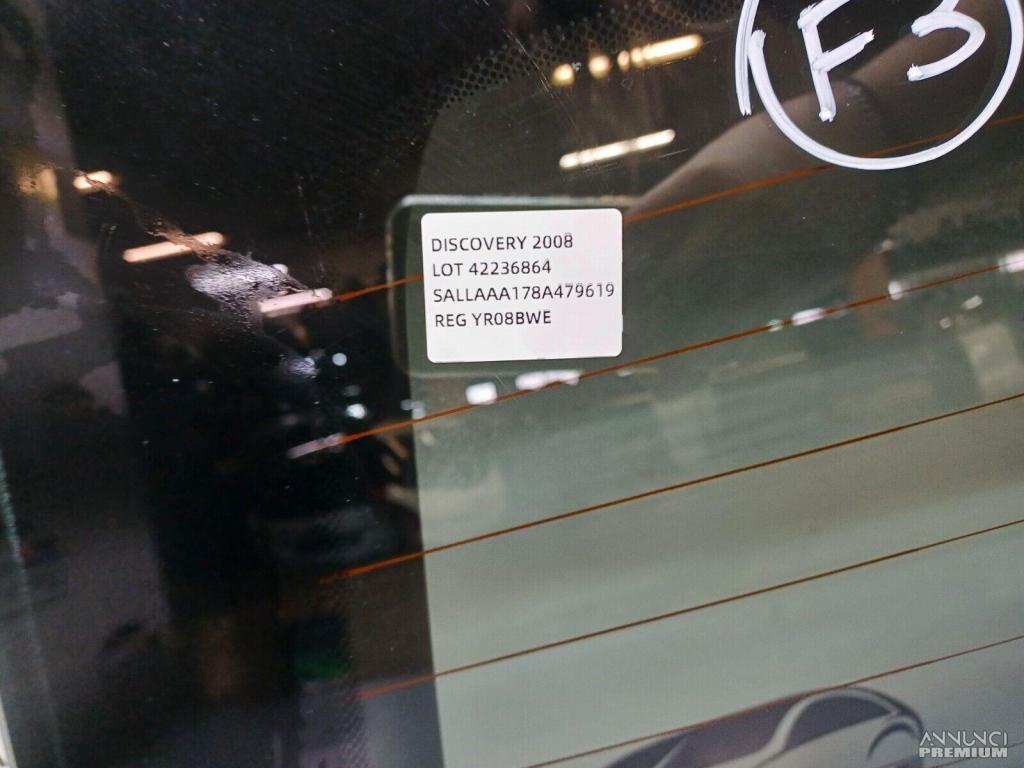 F3
DISCOVERY 2008
LOT 42236864
SALLAAA178A479619
REG YR08BWE
ANNUNCI
PREMIUM